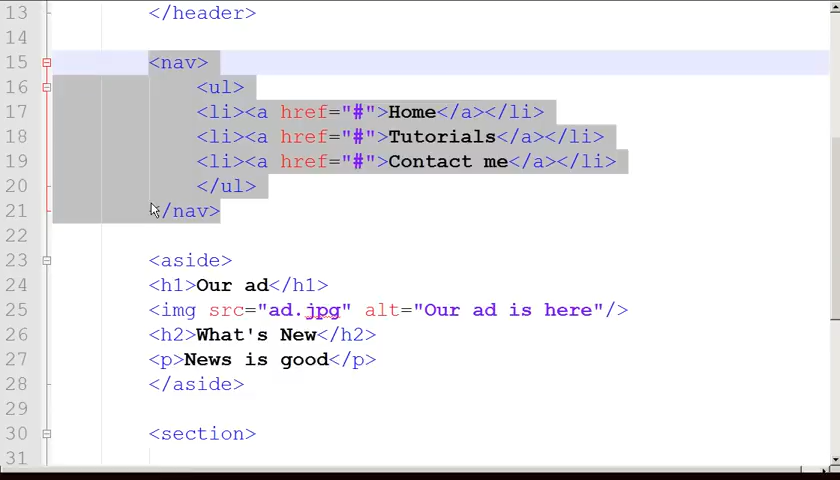 13 </header>
14
15 <nav>
16 <ul>
17 <li><a href="#">Home</a></li>
18 <li><a href="#">Tutorials</a></li>
19 <li><a href="#">Contact me</a></li>
20 </ul>
21 </nav>
22
23 <aside>
24 <h1>Our ad</h1>
25 <img src="ad.jpg" alt="Our ad is here"/>
26 <h2>What's New</h2>
27 <p>News is good</p>
28 </aside>
29
30 <section>
31